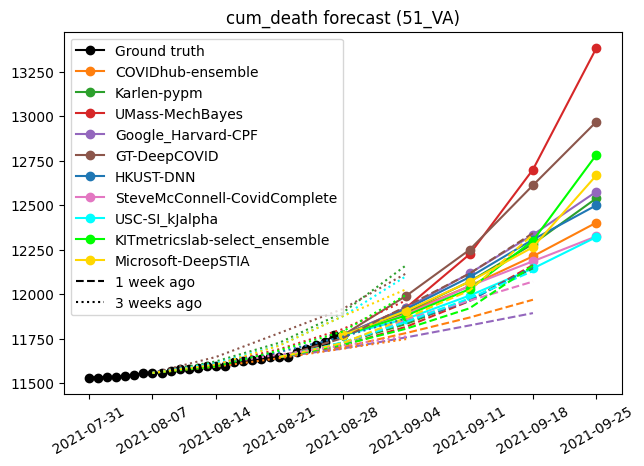 cum_death forecast (51_VA)
Ground truth
COVIDhub-ensemble
Karlen-pypm
UMass-MechBayes
Google_Harvard-CPF
GT-DeepCOVID
HKUST-DNN
SteveMcConnell-CovidComplete
USC-SI_kJalpha
KITmetricslab-select_ensemble
Microsoft-DeepSTIA
1 week ago
3 weeks ago
13250
13000
12750
12500
12250
12000
11750
11500
2021-07-31
2021-08-07
2021-08-14
2021-08-21
2021-08-28
2021-09-04
2021-09-11
2021-09-18
2021-09-25